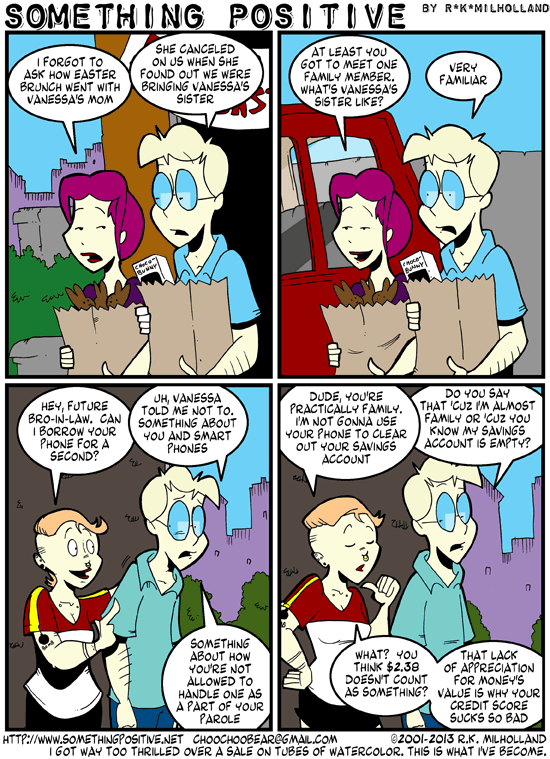 SOMETHING POSITIVE BY R*K*MILHOLLAND
I FORGOT TO
ASK HOW EASTER
BRUNCH WENT WITH
VANESSA'S MOM
SHE CANCELED
ON US WHEN SHE
FOUND OUT WE WERE
BRINGING VANESSA'S
SISTER
CHOCO-
BUNNY
AT LEAST YOU
GOT TO MEET ONE
FAMILY MEMBER.
WHAT'S VANESSA'S
SISTER LIKE?
VERY
FAMILIAR
CHOCO-
BUNNY
HEY, FUTURE
BRO-IN-LAW. CAN
I BORROW YOUR
PHONE FOR A
SECOND?
UH, VANESSA
TOLD ME NOT TO.
SOMETHING ABOUT
YOU AND SMART
PHONES
SOMETHING
ABOUT HOW
YOU'RE NOT
ALLOWED TO
HANDLE ONE AS
A PART OF YOUR
PAROLE
DUDE, YOU'RE
PRACTICALLY FAMILY.
I'M NOT GONNA USE
YOUR PHONE TO CLEAR
OUT YOUR SAVINGS
ACCOUNT
DO YOU SAY
THAT 'CUZ I'M ALMOST
FAMILY OR 'CUZ YOU
KNOW MY SAVINGS
ACCOUNT IS EMPTY?
WHAT? YOU
THINK $2.38
DOESN'T COUNT
AS SOMETHING?
THAT LACK
OF APPRECIATION
FOR MONEY'S
VALUE IS WHY YOUR
CREDIT SCORE
SUCKS SO BAD
HTTP://WWW.SOMETHINGPOSITIVE.NET CHOOCHOOBEAR@GMAIL.COM ©2001-2013 R.K. MILHOLLAND
I GOT WAY TOO THRILLED OVER A SALE ON TUBES OF WATERCOLOR. THIS IS WHAT I'VE BECOME.